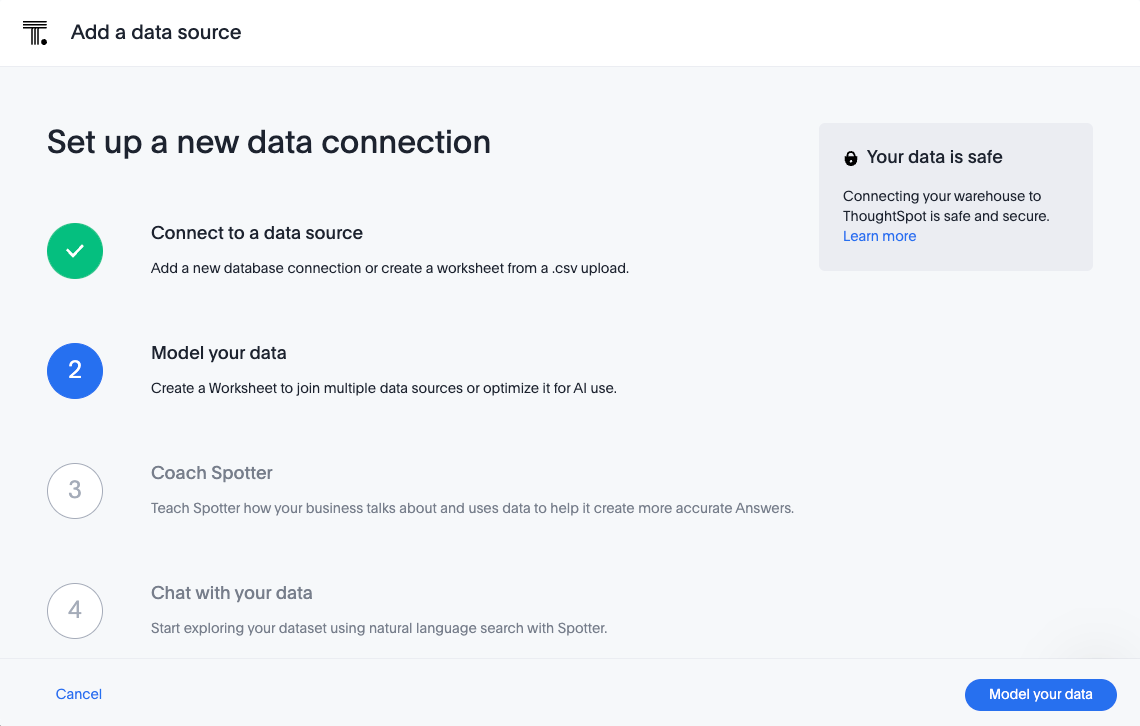 T.
Add a data source
Set up a new data connection
Your data is safe
Connecting your warehouse to
ThoughtSpot is safe and secure.
Learn more
Connect to a data source
Add a new database connection or create a worksheet from a .csv upload.
2
Model your data
Create a Worksheet to join multiple data sources or optimize it for AI use.
3
Coach Spotter
Teach Spotter how your business talks about and uses data to help it create more accurate Answers.
4
Chat with your data
Start exploring your dataset using natural language search with Spotter.
Cancel
Model your data